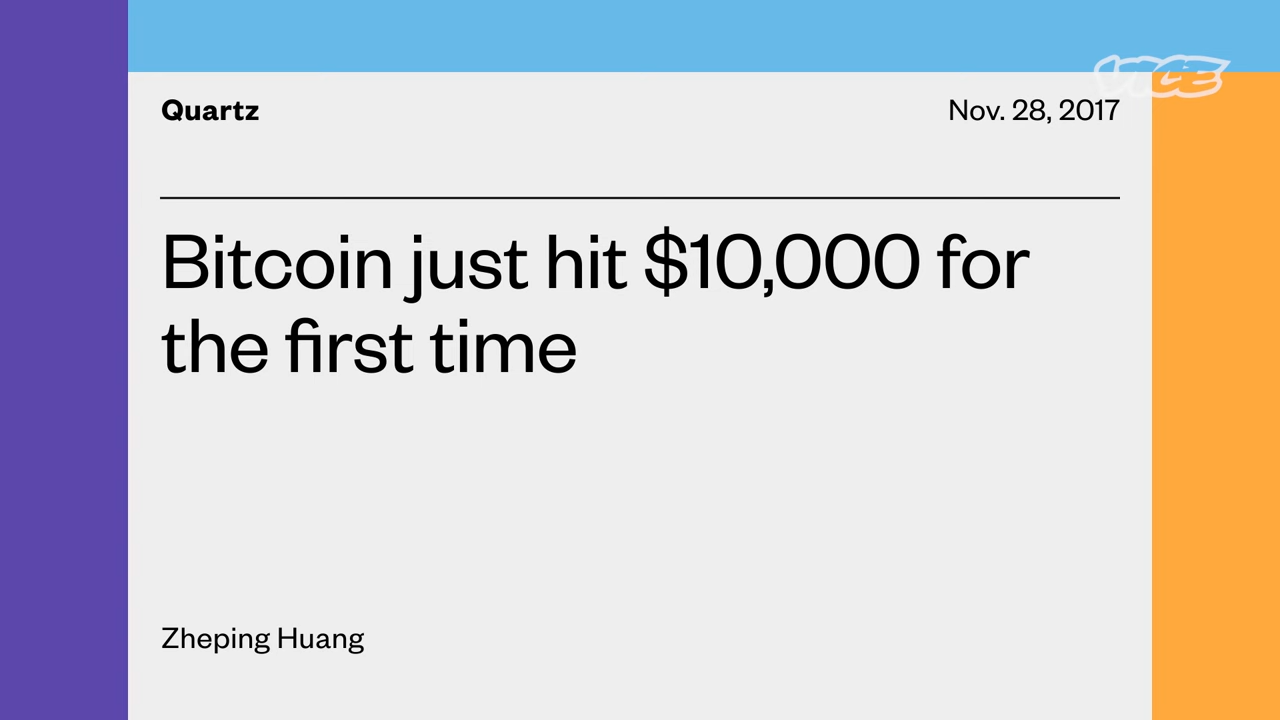 VICE
Quartz
Nov. 28, 2017
Bitcoin just hit $10,000 for
the first time
Zheping Huang